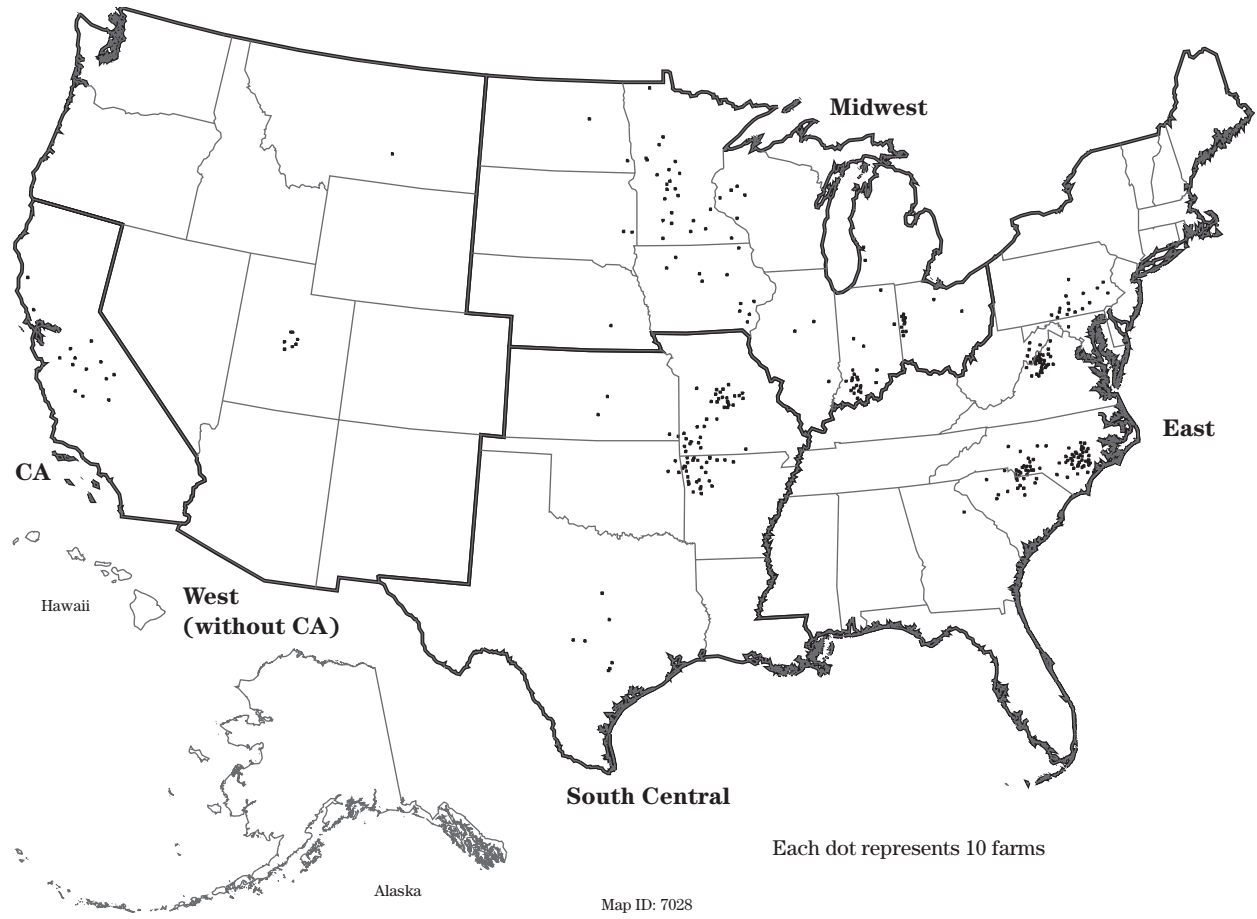 Midwest
East
CA
Hawaii
West
(without CA)
South Central
Each dot represents 10 farms
Alaska
Map ID: 7028